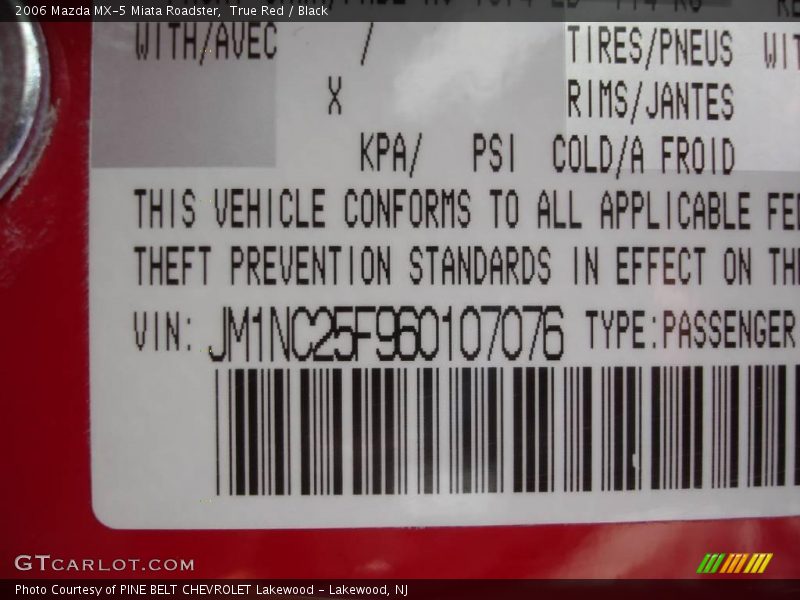 2006 Mazda MX-5 Miata Roadster, True Red / Black
WITH/AVEC / TIRES/PNEUS
X RIMS/JANTES
KPA/ PSI COLD/A FROID
THIS VEHICLE CONFORMS TO ALL APPLICABLE
THEFT PREVENTION STANDARDS IN EFFECT ON
VIN: JM1NC25F960107076 TYPE:PASSENGER
GTCARLOT.COM
Photo Courtesy of PINE BELT CHEVROLET Lakewood - Lakewood, NJ